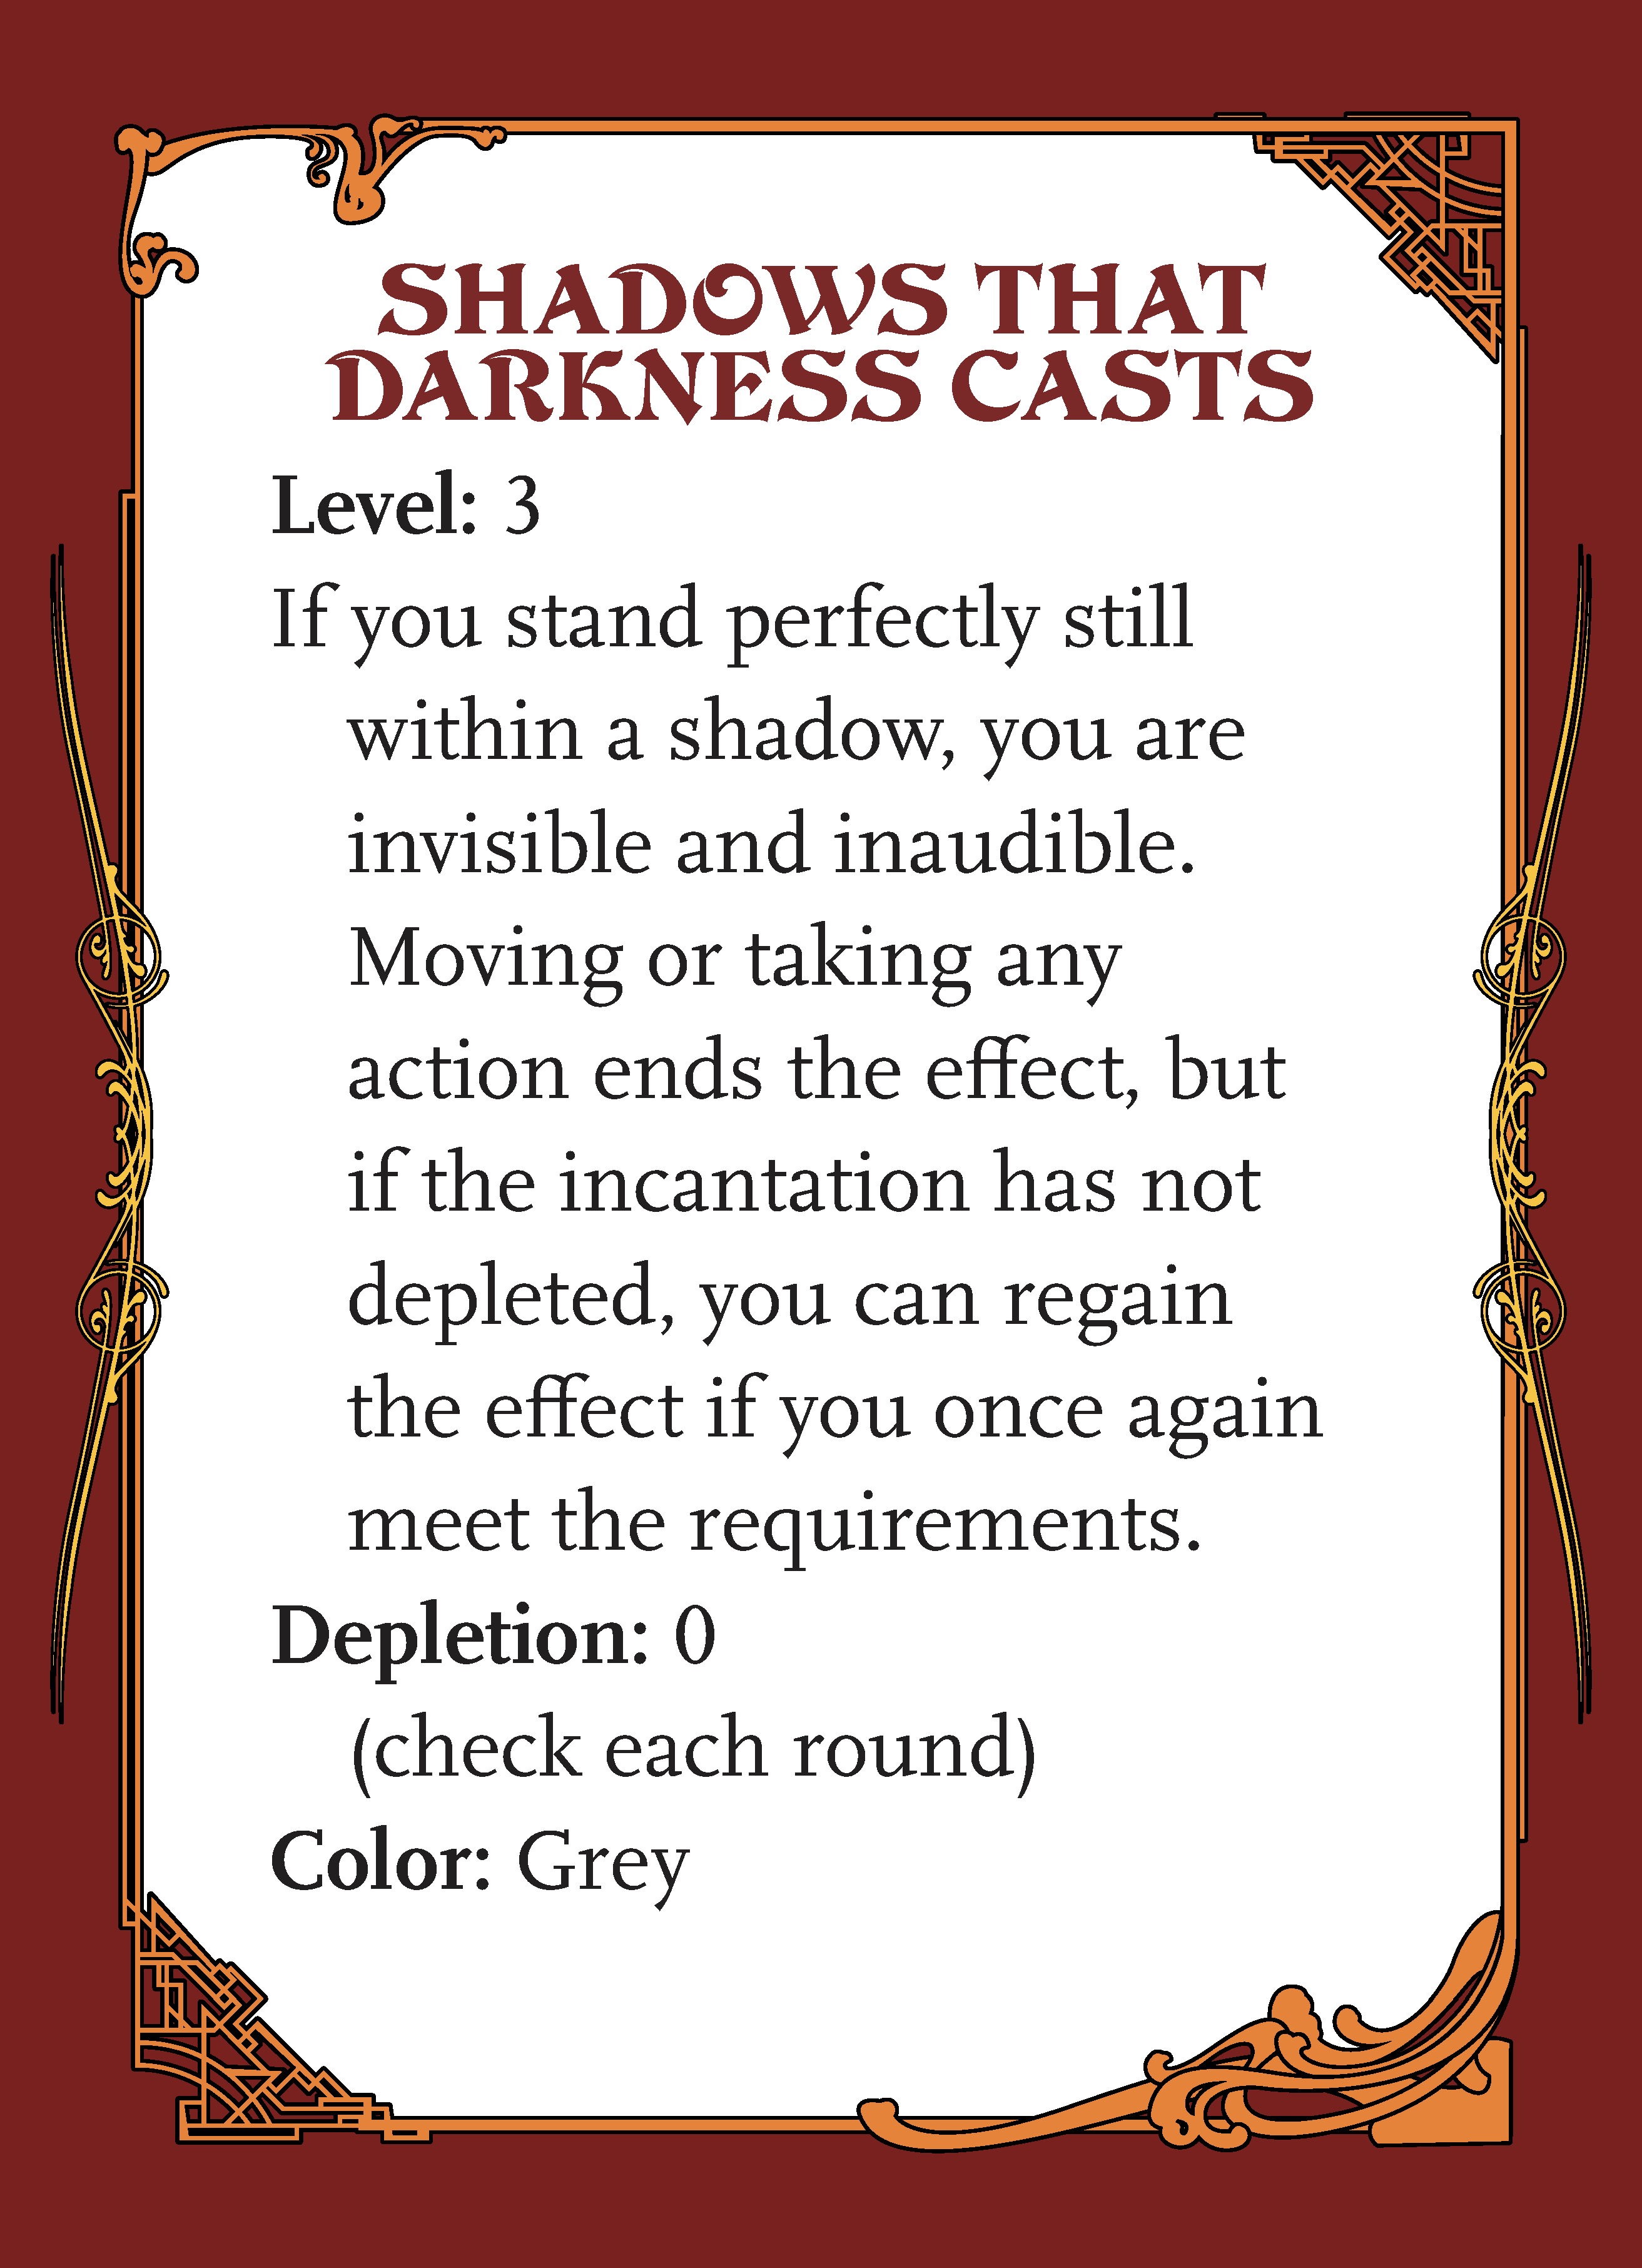 SHADOWS THAT
DARKNESS CASTS
Level: 3
If you stand perfectly still
within a shadow, you are
invisible and inaudible.
Moving or taking any
action ends the effect, but
if the incantation has not
depleted, you can regain
the effect if you once again
meet the requirements.
Depletion: 0
(check each round)
Color: Grey